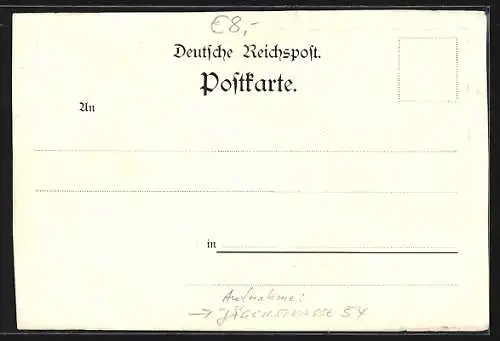 €8,-
Deutsche Reichspost.
Postkarte.
An
in
Aufnahme:
→ JÄGERSTRASSE 54